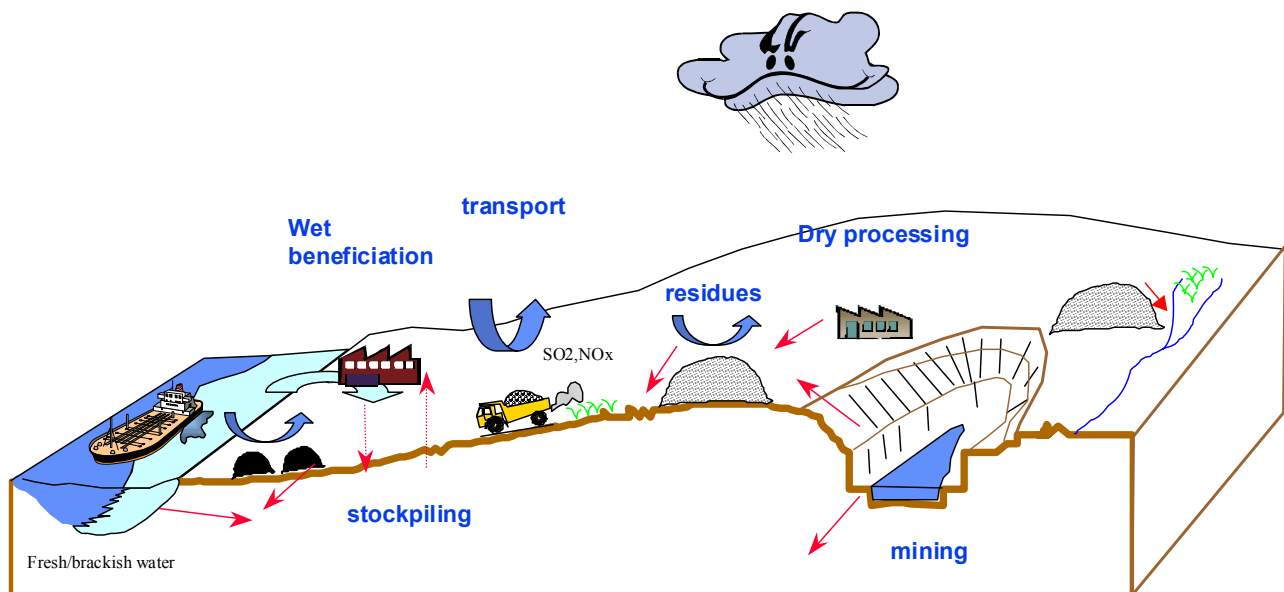 transport
Wet
beneficiation
Dry processing
residues
SO2,NOx
stockpiling
mining
Fresh/brackish water